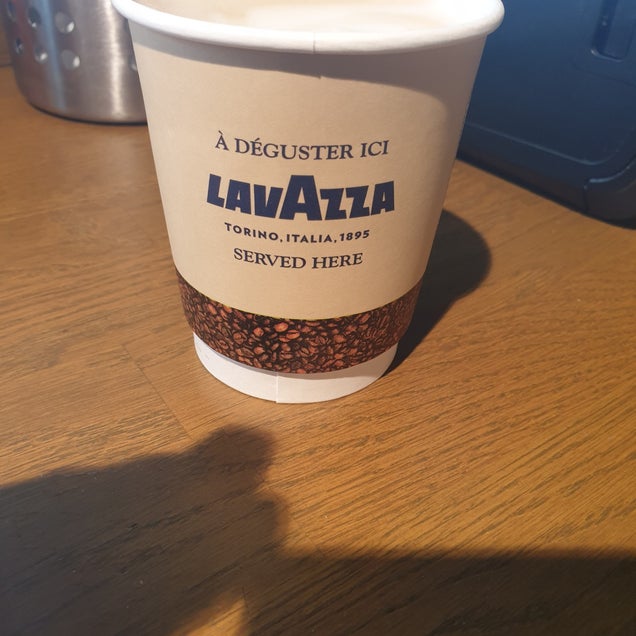 À DÉGUSTER ICI
LAVAZZA
TORINO, ITALIA, 1895
SERVED HERE